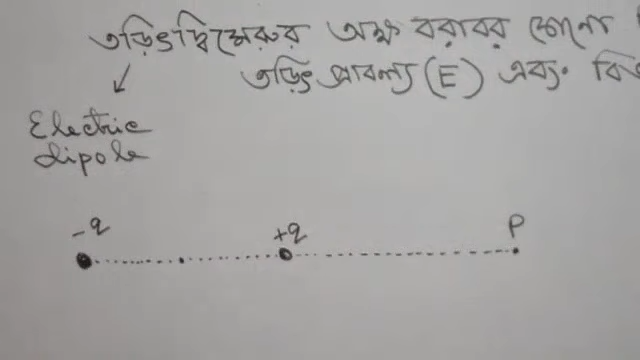 তড়িৎদ্বিমেরুর অক্ষ বরাবর কোনো
তড়িৎ প্রাবল্য (E) এবং
Electric
dipole
-q +q P